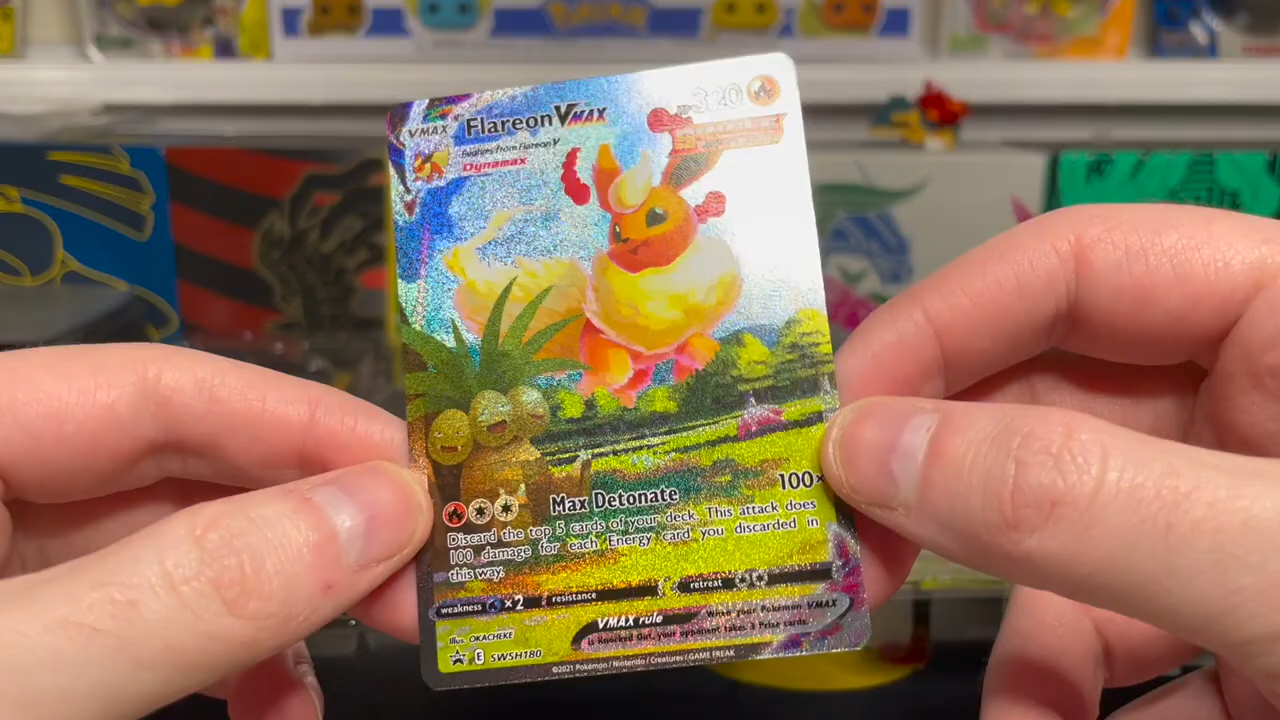 VMAX Flareon VMAX 320
Evolves from Flareon V
Dynamax
Max Detonate 100×
Discard the top 5 cards of your deck. This attack does
100 damage for each Energy card you discarded in
this way.
weakness ×2 resistance retreat
VMAX rule When your Pokémon VMAX
is Knocked Out, your opponent takes 3 Prize cards.
Illus. OKACHEKE
E SWSH180
©2021 Pokémon / Nintendo / Creatures / GAME FREAK